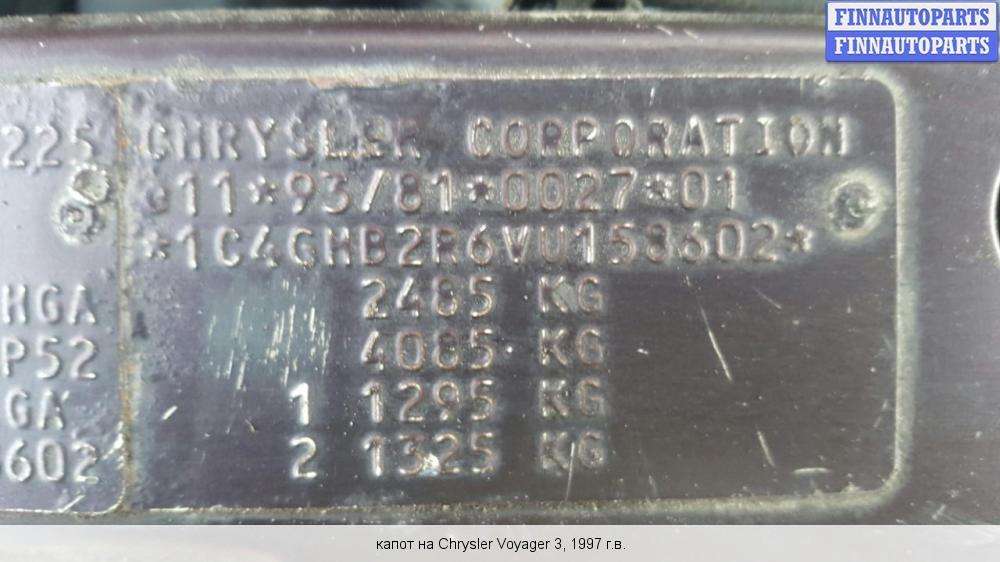 FINNAUTOPARTS
FINNAUTOPARTS
225
CHRYSLER CORPORATION
e11*93/81*0027*01
*1C4GHB2R6VU158602*
HGA
2485 KG
P52
4085 KG
GA
1 1295 KG
602
2 1325 KG
капот на Chrysler Voyager 3, 1997 г.в.